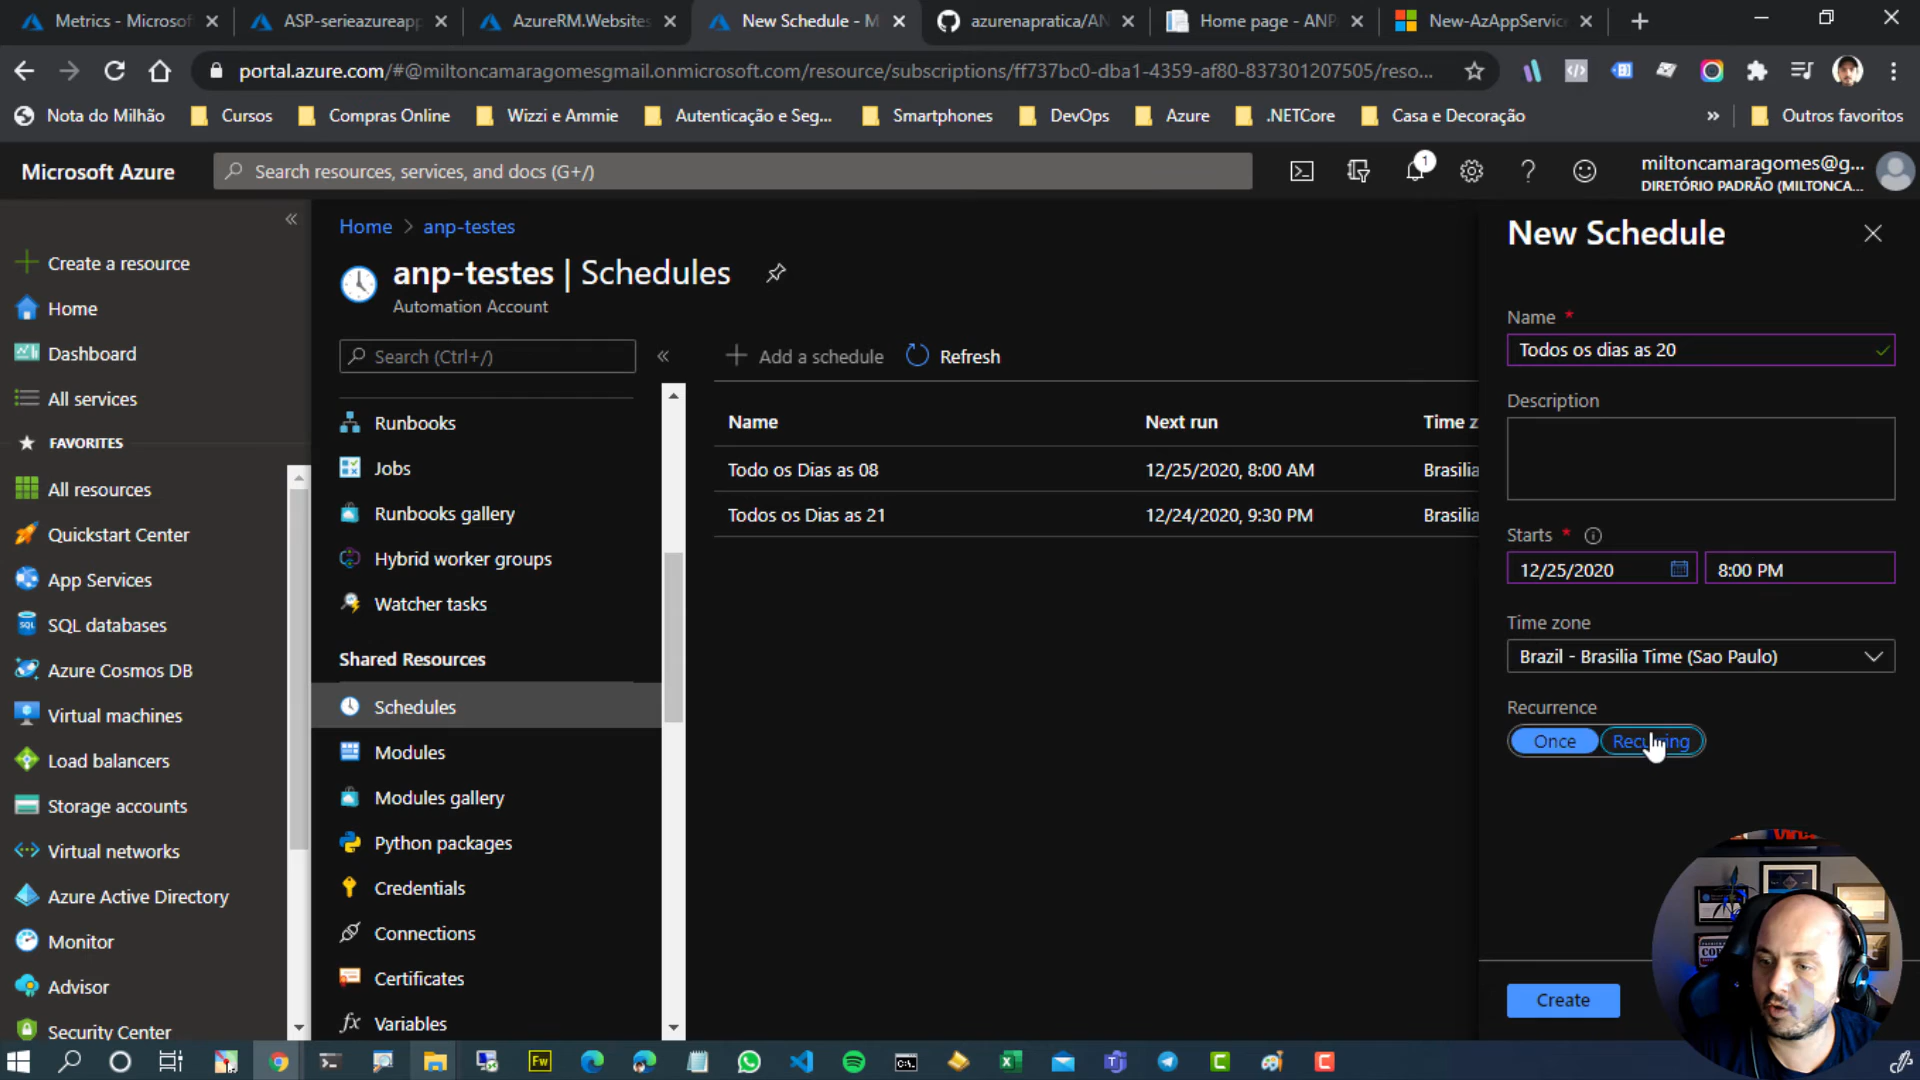 Metrics - Microsof
ASP-serieazureapp
AzureRM.Websites
New Schedule - M
azurenapratica/AN
Home page - ANP
New-AzAppService
portal.azure.com/#@miltoncamaragomesgmail.onmicrosoft.com/resource/subscriptions/ff737bc0-dba1-4359-af80-837301207505/reso...
Nota do Milhão
Cursos
Compras Online
Wizzi e Ammie
Autenticação e Seg...
Smartphones
DevOps
Azure
.NETCore
Casa e Decoração
»
Outros favoritos
Microsoft Azure
Search resources, services, and docs (G+/)
1
miltoncamaragomes@g...
DIRETÓRIO PADRÃO (MILTONCA...
Create a resource
Home
Dashboard
All services
FAVORITES
All resources
Quickstart Center
App Services
SQL databases
Azure Cosmos DB
Virtual machines
Load balancers
Storage accounts
Virtual networks
Azure Active Directory
Monitor
Advisor
Security Center
Home > anp-testes
anp-testes | Schedules
Automation Account
Search (Ctrl+/)
Runbooks
Jobs
Runbooks gallery
Hybrid worker groups
Watcher tasks
Shared Resources
Schedules
Modules
Modules gallery
Python packages
Credentials
Connections
Certificates
fx Variables
Add a schedule
Refresh
Name Next run Time z
Todo os Dias as 08 12/25/2020, 8:00 AM Brasilia
Todos os Dias as 21 12/24/2020, 9:30 PM Brasilia
New Schedule
Name *
Todos os dias as 20
Description
Starts *
12/25/2020 8:00 PM
Time zone
Brazil - Brasilia Time (Sao Paulo)
Recurrence
Once Recurring
Create
Fw